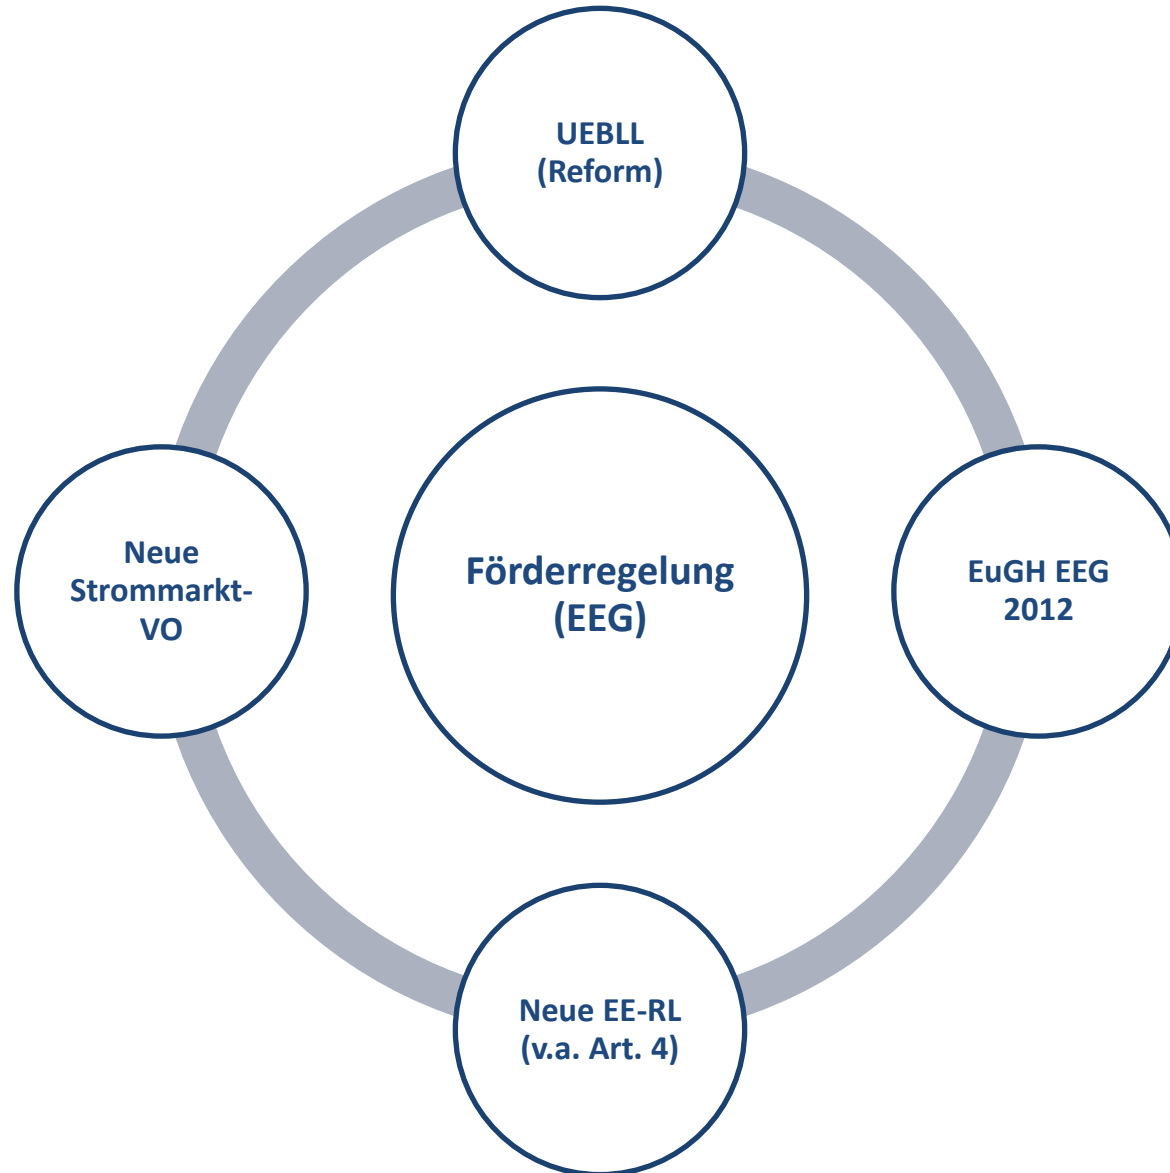 UEBLL
(Reform)
Neue
Strommarkt-
VO
Förderregelung
(EEG)
EuGH EEG
2012
Neue EE-RL
(v.a. Art. 4)